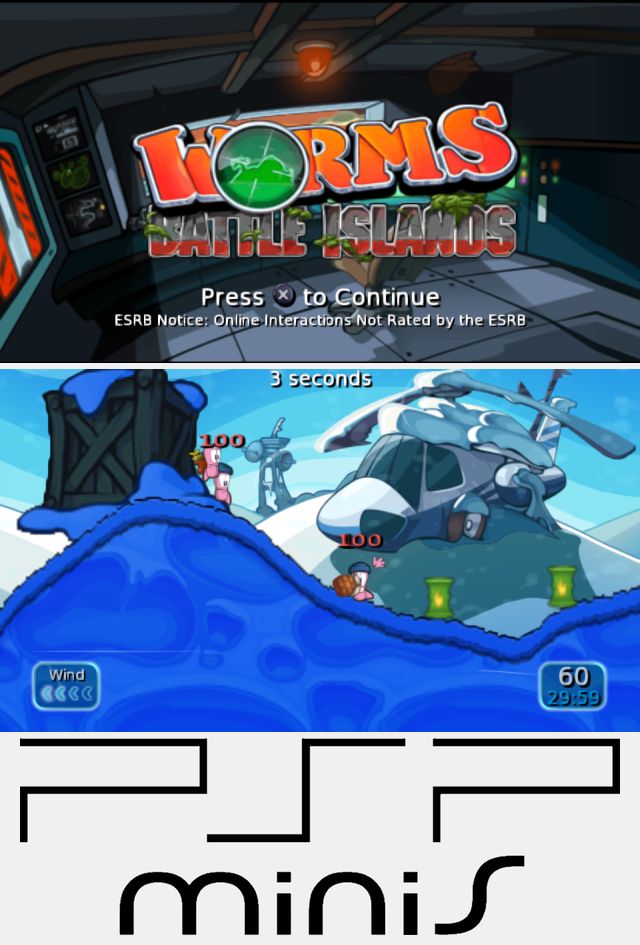 WORMS
BATTLE ISLANDS
Press ✕ to Continue
ESRB Notice: Online Interactions Not Rated by the ESRB
3 seconds
100
100
Wind
60
29:59
PSP
minis